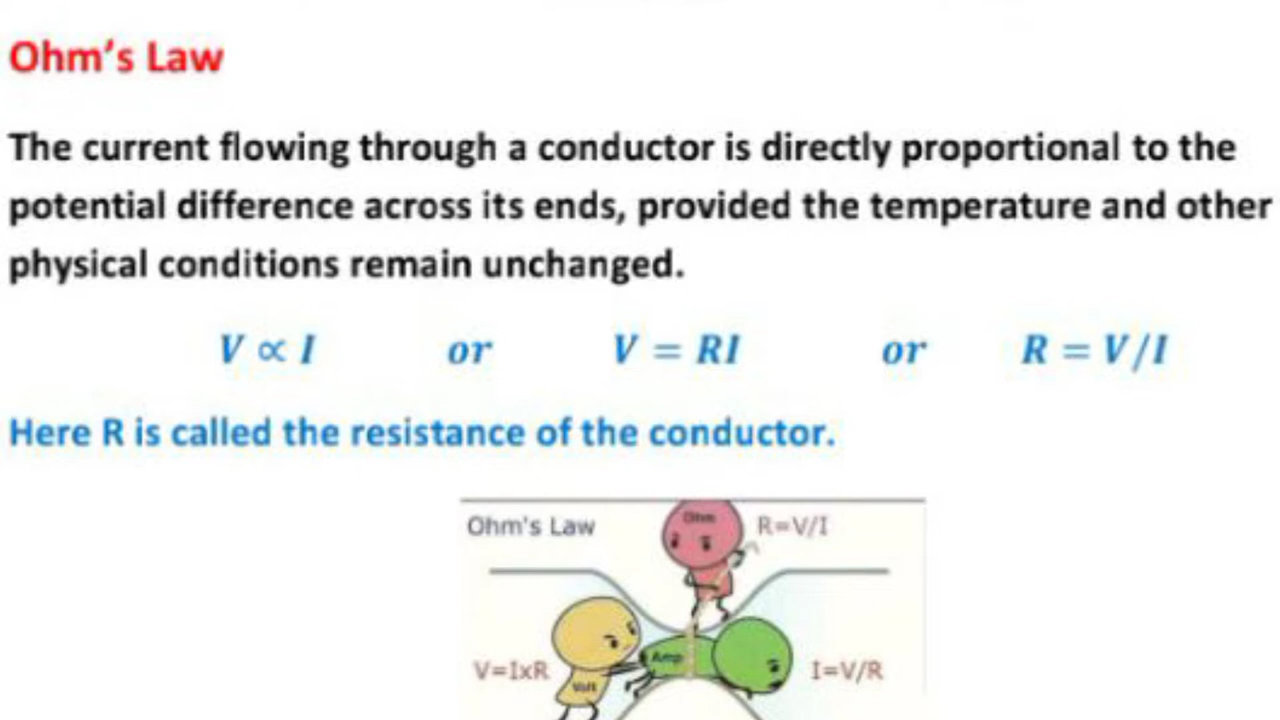 Ohm's Law
The current flowing through a conductor is directly proportional to the
potential difference across its ends, provided the temperature and other
physical conditions remain unchanged.
V ∝ I or V = RI or R = V/I
Here R is called the resistance of the conductor.
Ohm's Law Ohm R=V/I
V=IxR Volt Amp I=V/R